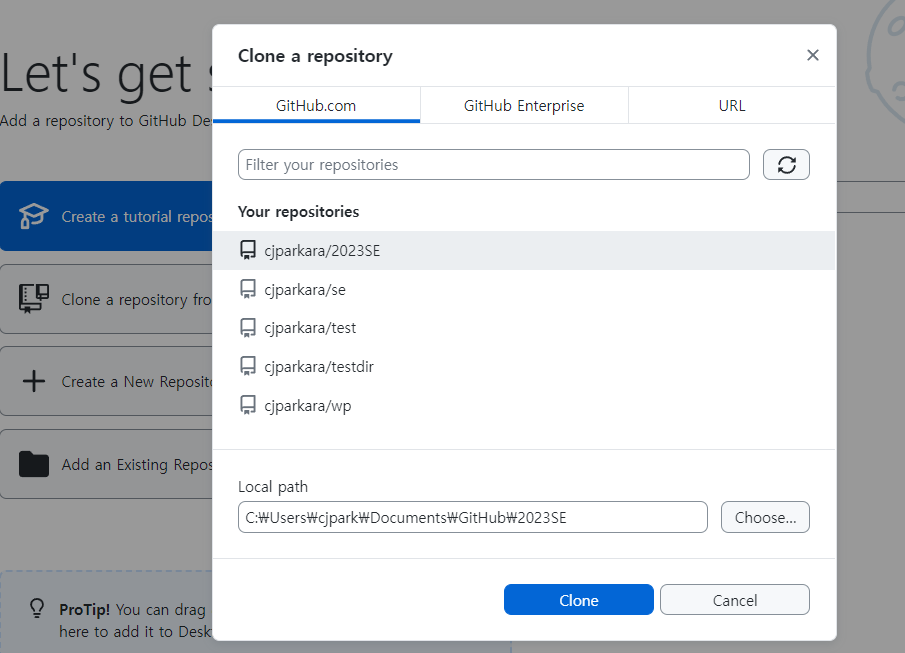 Let's get
Add a repository to GitHub De
Create a tutorial repos
Clone a repository fro
Create a New Reposito
Add an Existing Repos
ProTip! You can drag
here to add it to Desk
Clone a repository
GitHub.com
GitHub Enterprise
URL
Filter your repositories
Your repositories
cjparkara/2023SE
cjparkara/se
cjparkara/test
cjparkara/testdir
cjparkara/wp
Local path
C:₩Users₩cjpark₩Documents₩GitHub₩2023SE
Choose...
Clone
Cancel